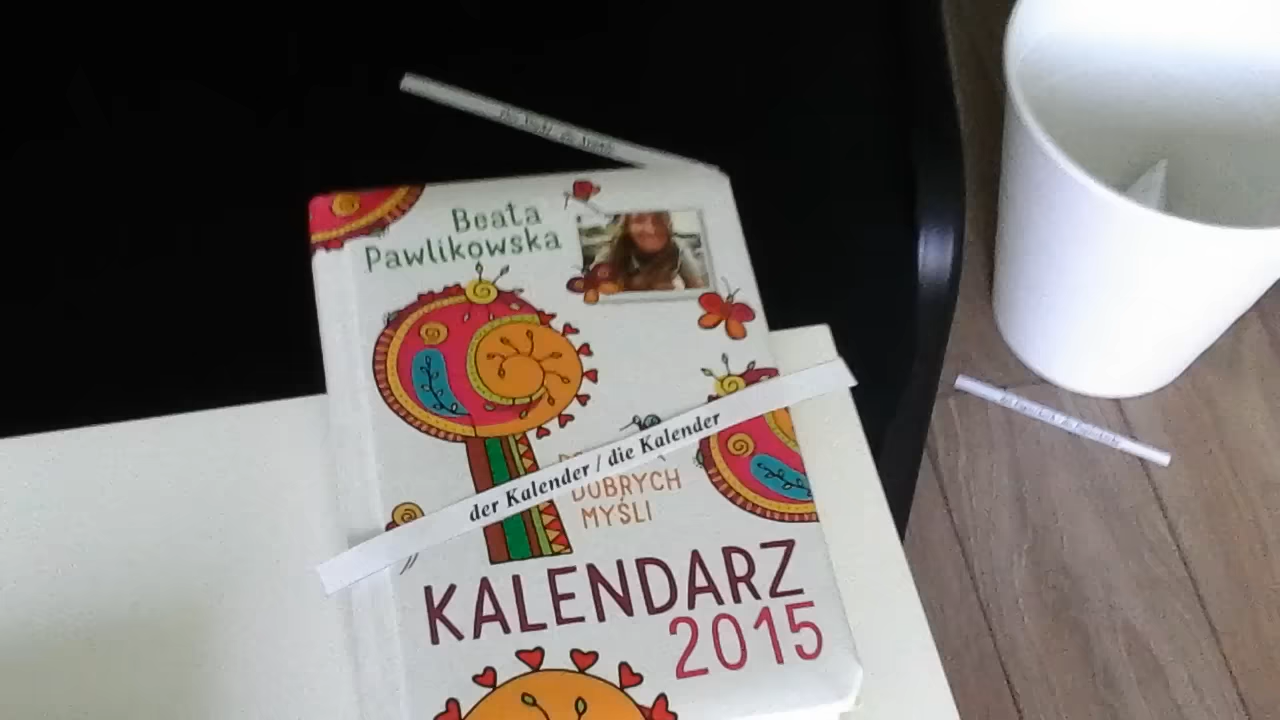 Beata
Pawlikowska
der Kalender / die Kalender
DOBRYCH
MYŚLI
KALENDARZ
2015